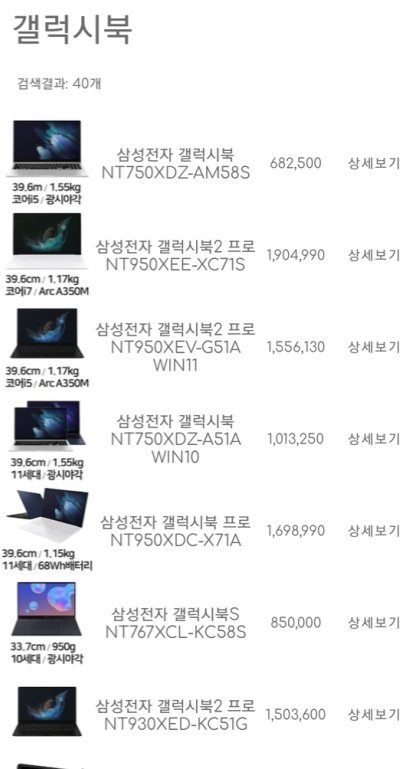 갤럭시북
검색결과: 40개
삼성전자 갤럭시북
NT750XDZ-AM58S
682,500
상세보기
39.6m / 1.55kg
코어i5 / 광시야각
삼성전자 갤럭시북2 프로
NT950XEE-XC71S
1,904,990
상세보기
39.6cm / 1.17kg
코어i7 / Arc A350M
삼성전자 갤럭시북2 프로
NT950XEV-G51A
WIN11
1,556,130
상세보기
39.6cm / 1.17kg
코어i5 / Arc A350M
삼성전자 갤럭시북
NT750XDZ-A51A
WIN10
1,013,250
상세보기
39.6cm / 1.55kg
11세대 / 광시야각
삼성전자 갤럭시북 프로
NT950XDC-X71A
1,698,990
상세보기
39.6cm / 1.15kg
11세대 / 68Wh배터리
삼성전자 갤럭시북S
NT767XCL-KC58S
850,000
상세보기
33.7cm / 950g
10세대 / 광시야각
삼성전자 갤럭시북2 프로
NT930XED-KC51G
1,503,600
상세보기